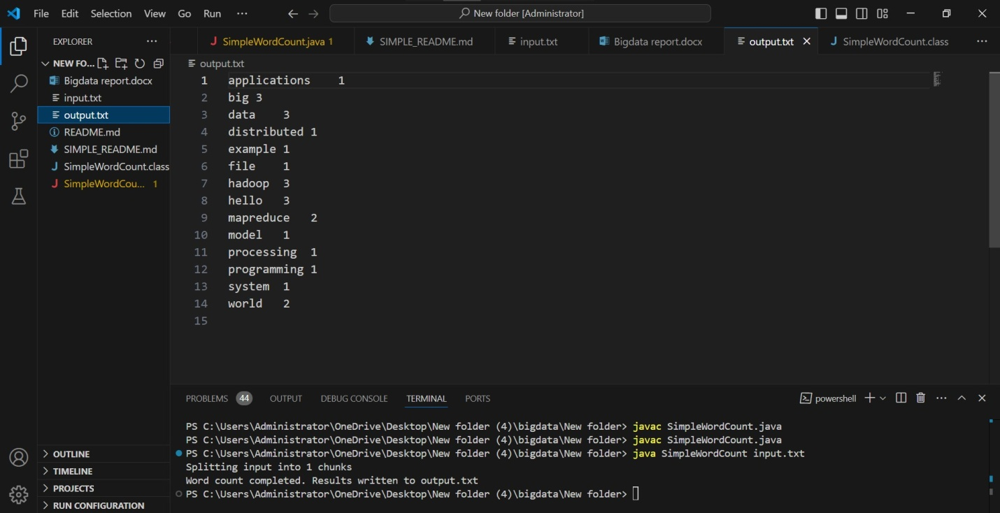 File Edit Selection View Go Run ··· New folder [Administrator]
EXPLORER ···
SimpleWordCount.java 1 SIMPLE_README.md input.txt Bigdata report.docx output.txt SimpleWordCount.class ···
NEW FO...
Bigdata report.docx
input.txt
output.txt
README.md
SIMPLE_README.md
SimpleWordCount.class
SimpleWordCou... 1
OUTLINE
TIMELINE
PROJECTS
RUN CONFIGURATION
output.txt
1 applications 1
2 big 3
3 data 3
4 distributed 1
5 example 1
6 file 1
7 hadoop 3
8 hello 3
9 mapreduce 2
10 model 1
11 processing 1
12 programming 1
13 system 1
14 world 2
15
PROBLEMS 44 OUTPUT DEBUG CONSOLE TERMINAL PORTS powershell ···
PS C:\Users\Administrator\OneDrive\Desktop\New folder (4)\bigdata\New folder> javac SimpleWordCount.java
PS C:\Users\Administrator\OneDrive\Desktop\New folder (4)\bigdata\New folder> javac SimpleWordCount.java
PS C:\Users\Administrator\OneDrive\Desktop\New folder (4)\bigdata\New folder> java SimpleWordCount input.txt
Splitting input into 1 chunks
Word count completed. Results written to output.txt
PS C:\Users\Administrator\OneDrive\Desktop\New folder (4)\bigdata\New folder>